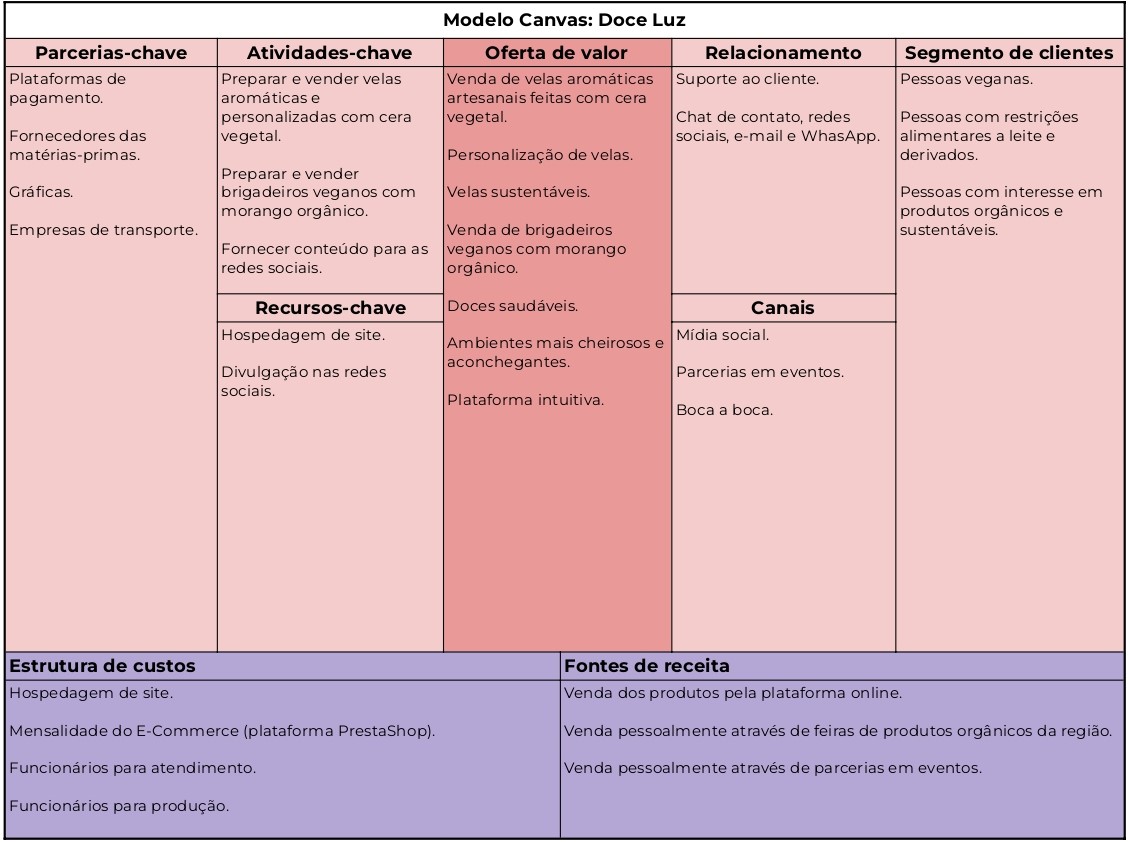 Modelo Canvas: Doce Luz
Parcerias-chave
Plataformas de
pagamento.
Fornecedores das
matérias-primas.
Gráficas.
Empresas de transporte.
Atividades-chave
Preparar e vender velas
aromáticas e
personalizadas com cera
vegetal.
Preparar e vender
brigadeiros veganos com
morango orgânico.
Fornecer conteúdo para as
redes sociais.
Recursos-chave
Hospedagem de site.
Divulgação nas redes
sociais.
Oferta de valor
Venda de velas aromáticas
artesanais feitas com cera
vegetal.
Personalização de velas.
Velas sustentáveis.
Venda de brigadeiros
veganos com morango
orgânico.
Doces saudáveis.
Ambientes mais cheirosos e
aconchegantes.
Plataforma intuitiva.
Relacionamento
Suporte ao cliente.
Chat de contato, redes
sociais, e-mail e WhasApp.
Canais
Mídia social.
Parcerias em eventos.
Boca a boca.
Segmento de clientes
Pessoas veganas.
Pessoas com restrições
alimentares a leite e
derivados.
Pessoas com interesse em
produtos orgânicos e
sustentáveis.
Estrutura de custos
Hospedagem de site.
Mensalidade do E-Commerce (plataforma PrestaShop).
Funcionários para atendimento.
Funcionários para produção.
Fontes de receita
Venda dos produtos pela plataforma online.
Venda pessoalmente através de feiras de produtos orgânicos da região.
Venda pessoalmente através de parcerias em eventos.